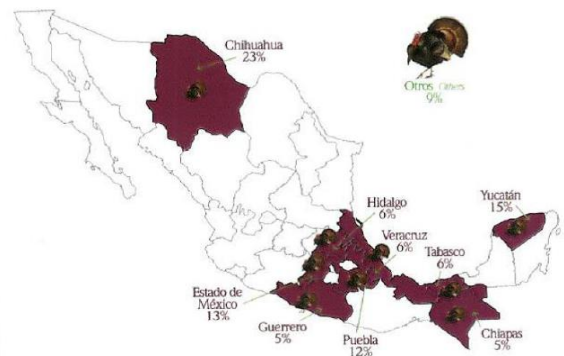 Chihuahua
23%
Otros Others
9%
Hidalgo
6%
Veracruz
6%
Yucatán
15%
Tabasco
6%
Estado de
México
13%
Guerrero
5%
Puebla
12%
Chiapas
5%